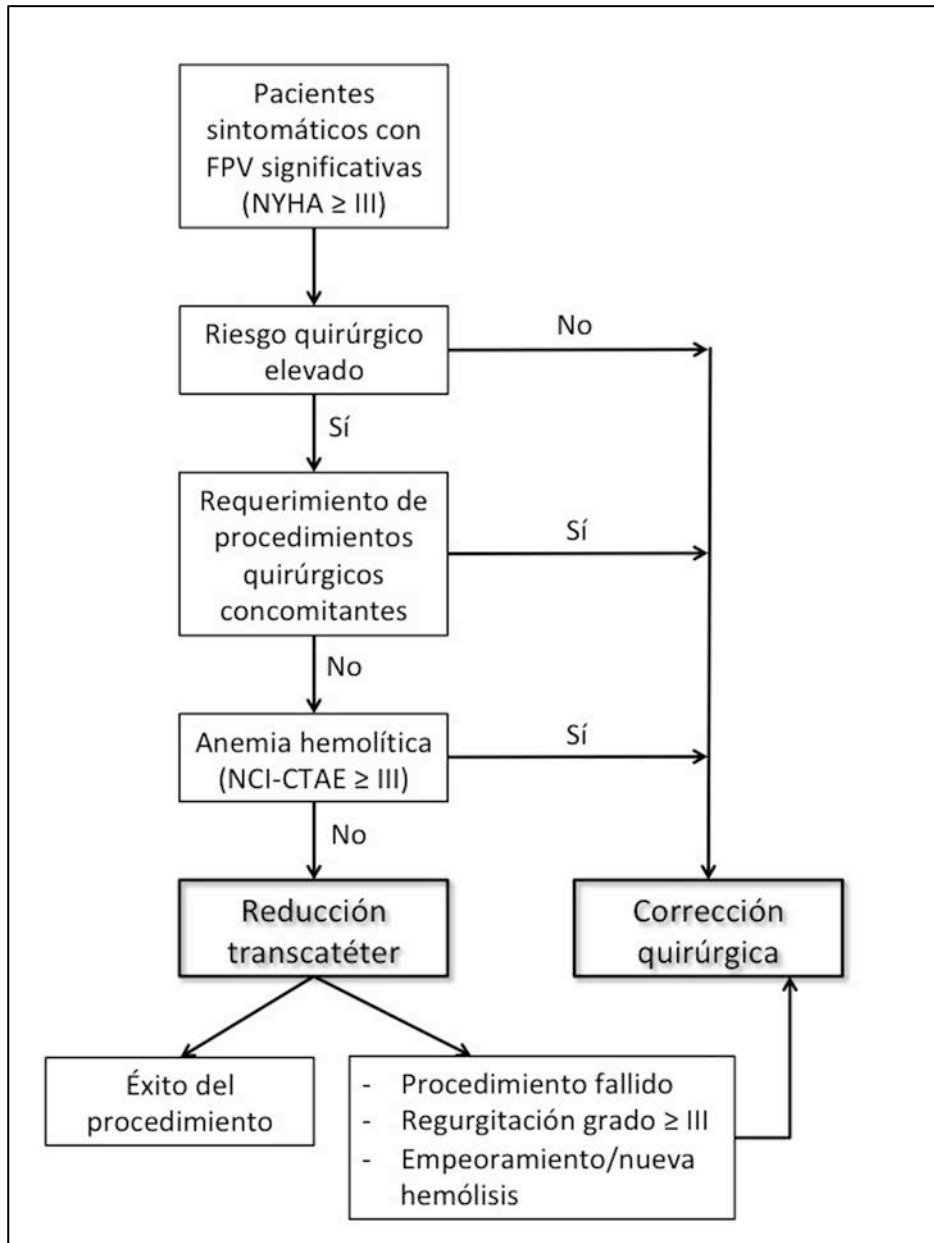 Pacientes
sintomáticos con
FPV significativas
(NYHA ≥ III)
Riesgo quirúrgico
elevado
No
Sí
Requerimiento de
procedimientos
quirúrgicos
concomitantes
Sí
No
Anemia hemolítica
(NCI-CTAE ≥ III)
Sí
No
Reducción
transcatéter
Corrección
quirúrgica
Éxito del
procedimiento
- Procedimiento fallido
- Regurgitación grado ≥ III
- Empeoramiento/nueva
hemólisis